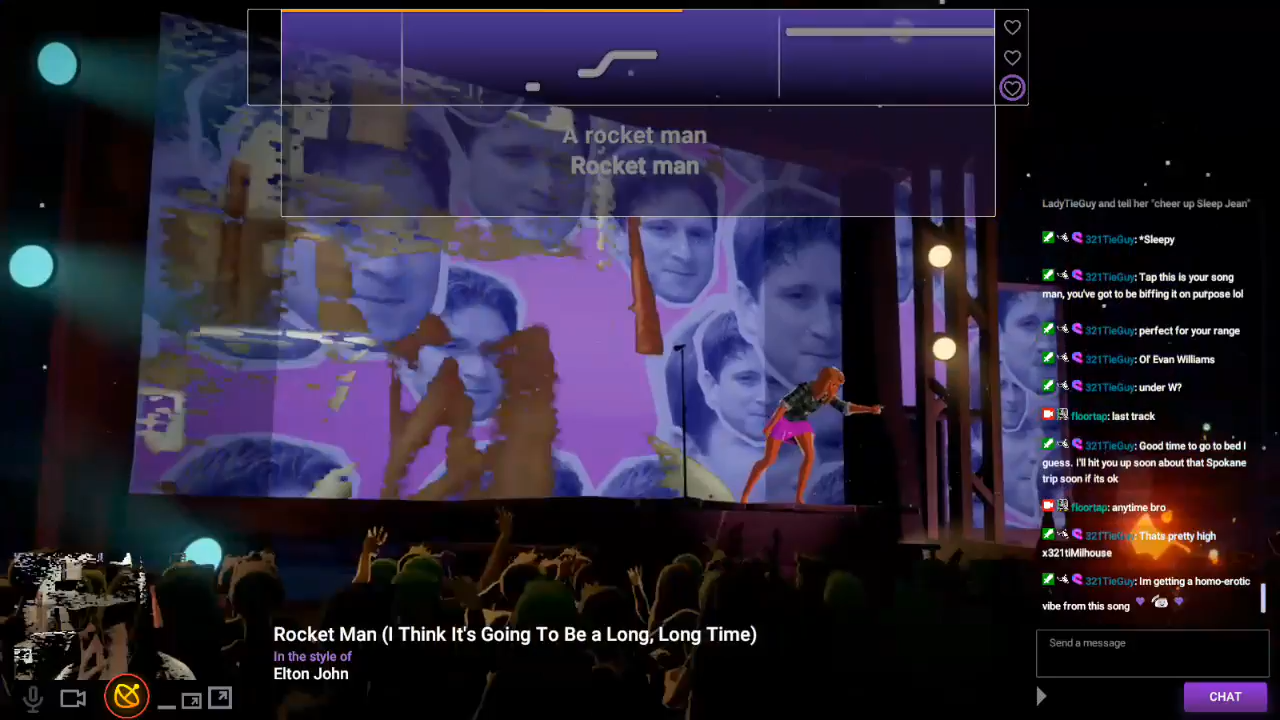 A rocket man
Rocket man
LadyTieGuy and tell her "cheer up Sleep Jean"
321TieGuy: *Sleepy
321TieGuy: Tap this is your song
man, you've got to be biffing it on purpose lol
321TieGuy: perfect for your range
321TieGuy: Ol' Evan Williams
321TieGuy: under W?
floortap: last track
321TieGuy: Good time to go to bed I
guess. I'll hit you up soon about that Spokane
trip soon if its ok
floortap: anytime bro
321TieGuy: Thats pretty high
x321tiMilhouse
321TieGuy: Im getting a homo-erotic
vibe from this song
Rocket Man (I Think It's Going To Be a Long, Long Time)
In the style of
Elton John
Send a message
CHAT